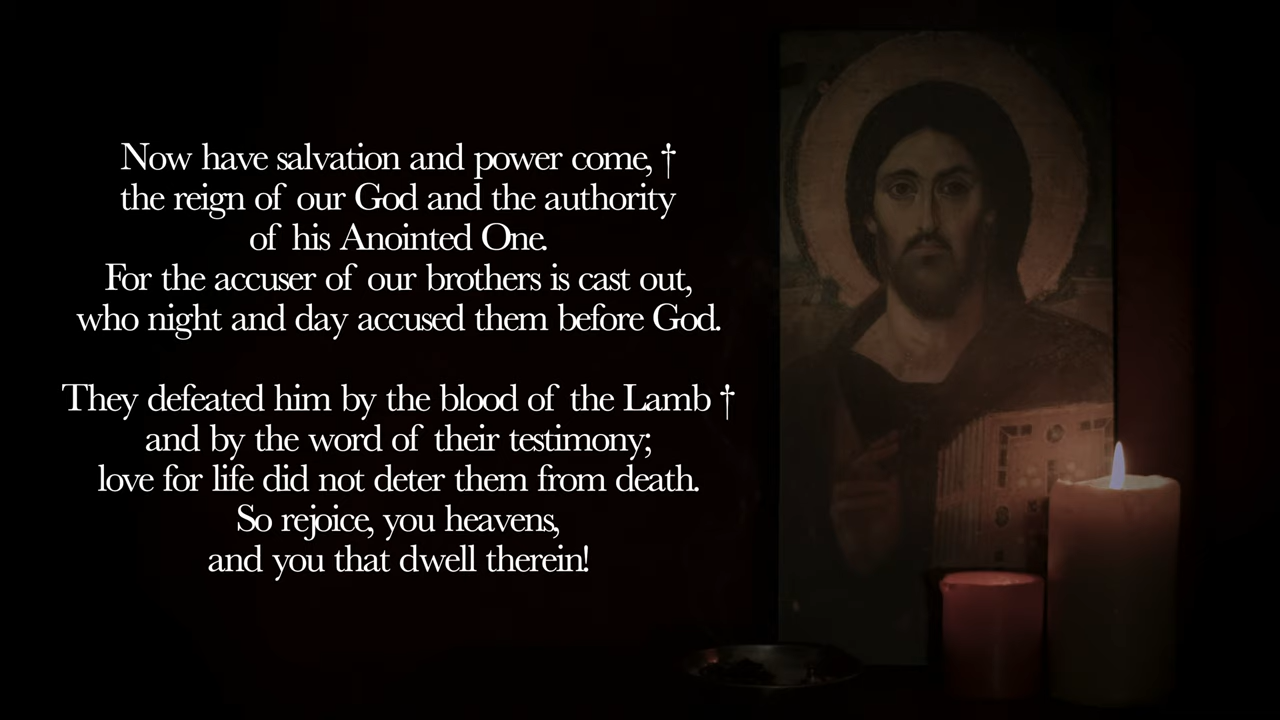 Now have salvation and power come, †
the reign of our God and the authority
of his Anointed One.
For the accuser of our brothers is cast out,
who night and day accused them before God.
They defeated him by the blood of the Lamb †
and by the word of their testimony;
love for life did not deter them from death.
So rejoice, you heavens,
and you that dwell therein!